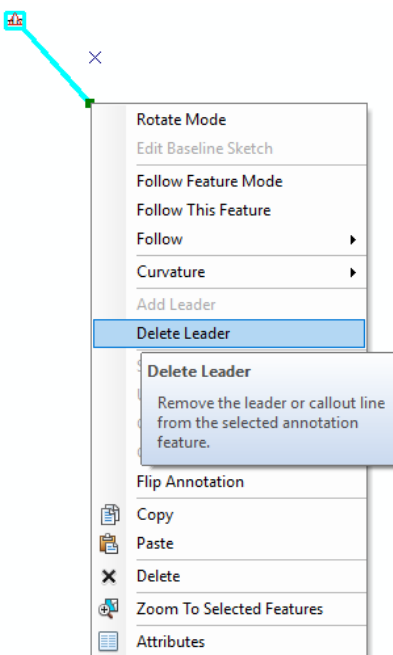 Rotate Mode
Edit Baseline Sketch
Follow Feature Mode
Follow This Feature
Follow
Curvature
Add Leader
Delete Leader
Delete Leader
Remove the leader or callout line
from the selected annotation
feature.
Flip Annotation
Copy
Paste
Delete
Zoom To Selected Features
Attributes